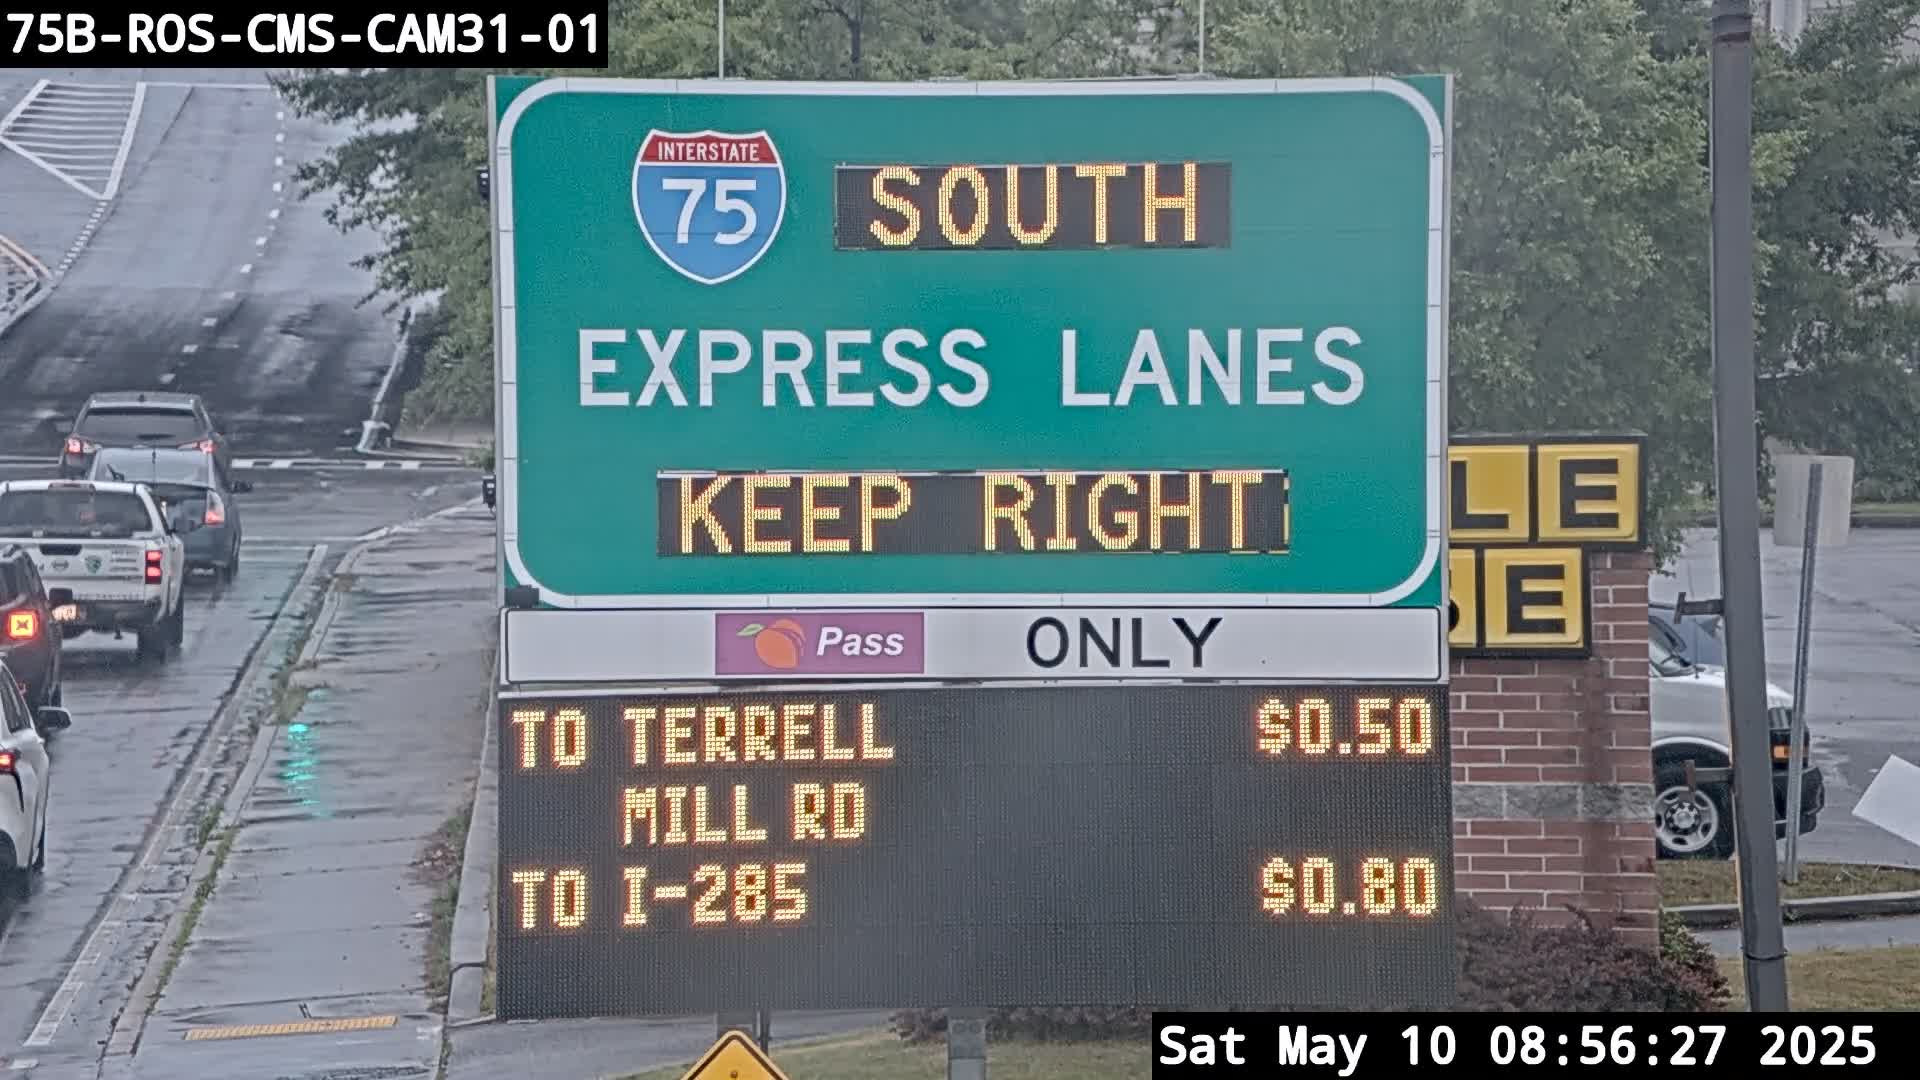 75B-ROS-CMS-CAM31-01
INTERSTATE
75
SOUTH
EXPRESS LANES
KEEP RIGHT
Pass ONLY
TO TERRELL $0.50
MILL RD
TO I-285 $0.80
LE
E
Sat May 10 08:56:27 2025